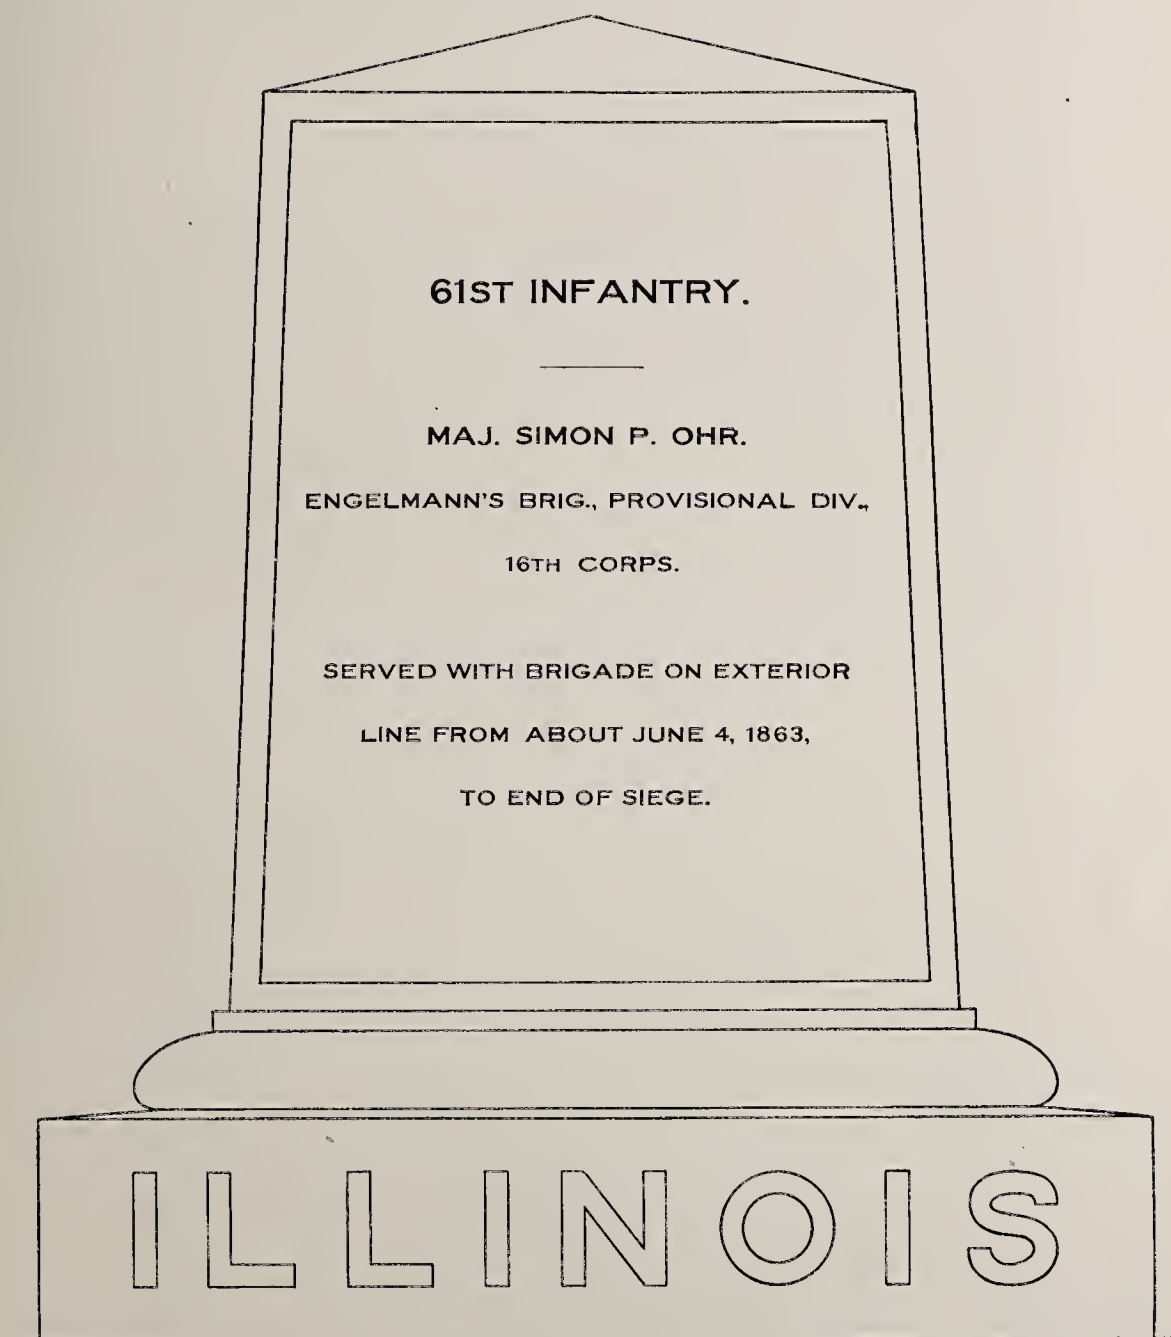 61ST INFANTRY.
MAJ. SIMON P. OHR.
ENGELMANN'S BRIG., PROVISIONAL DIV.,
16TH CORPS.
SERVED WITH BRIGADE ON EXTERIOR
LINE FROM ABOUT JUNE 4, 1863,
TO END OF SIEGE.
ILLINOIS